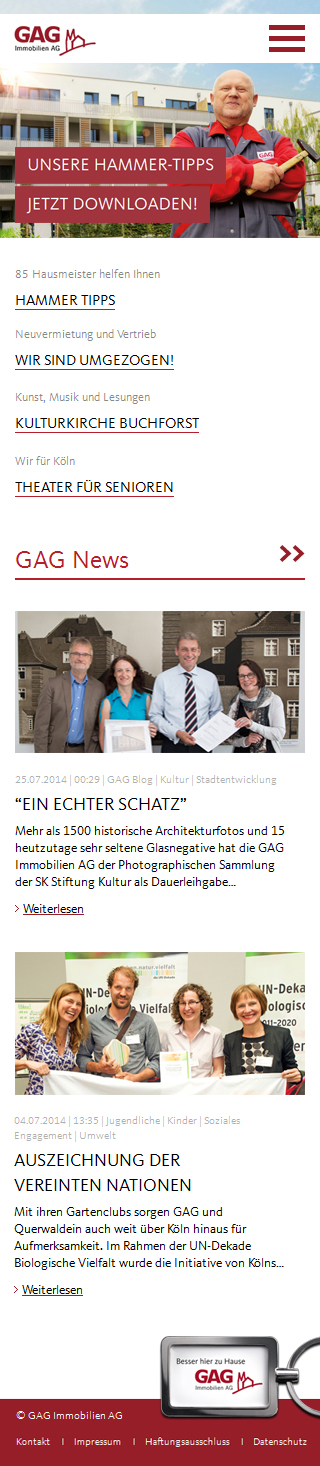 GAG
Immobilien AG
GAG
UNSERE HAMMER-TIPPS
JETZT DOWNLOADEN!
85 Hausmeister helfen Ihnen
HAMMER TIPPS
Neuvermietung und Vertrieb
WIR SIND UMGEZOGEN!
Kunst, Musik und Lesungen
KULTURKIRCHE BUCHFORST
Wir für Köln
THEATER FÜR SENIOREN
GAG News
25.07.2014 | 00:29 | GAG Blog | Kultur | Stadtentwicklung
“EIN ECHTER SCHATZ”
Mehr als 1500 historische Architekturfotos und 15
heutzutage sehr seltene Glasnegative hat die GAG
Immobilien AG der Photographischen Sammlung
der SK Stiftung Kultur als Dauerleihgabe...
Weiterlesen
UN-Deka
Biologisc
2011-2020
04.07.2014 | 13:35 | Jugendliche | Kinder | Soziales
Engagement | Umwelt
AUSZEICHNUNG DER
VEREINTEN NATIONEN
Mit ihren Gartenclubs sorgen GAG und
Querwaldein auch weit über Köln hinaus für
Aufmerksamkeit. Im Rahmen der UN-Dekade
Biologische Vielfalt wurde die Initiative von Kölns...
Weiterlesen
Besser hier zu Hause
GAG
Immobilien AG
© GAG Immobilien AG
Kontakt | Impressum | Haftungsausschluss | Datenschutz